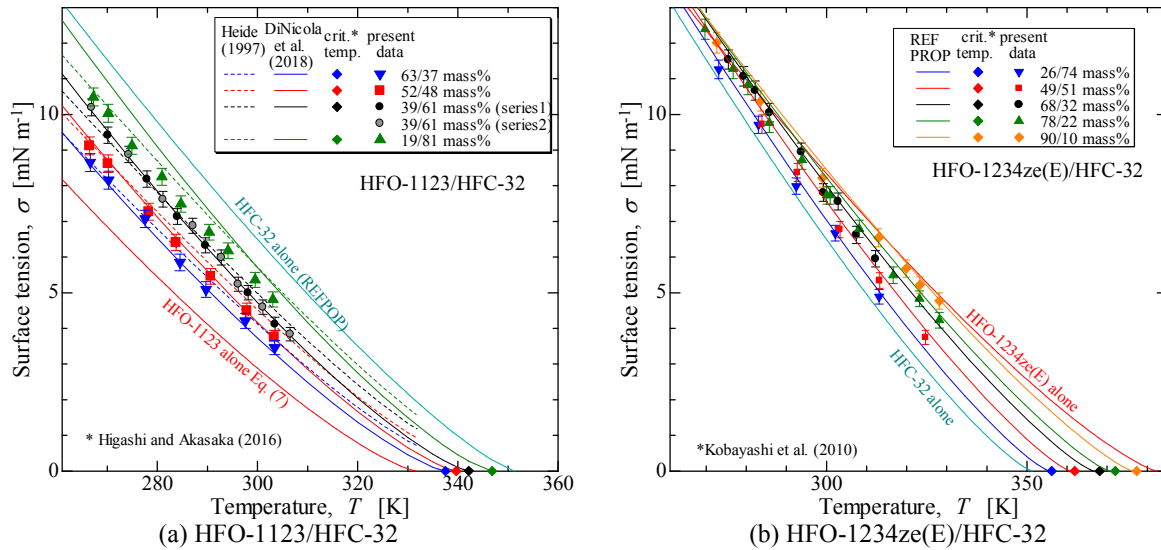 Heide (1997)
DiNicola et al. (2018)
crit.* temp.
present data
63/37 mass%
52/48 mass%
39/61 mass% (series1)
39/61 mass% (series2)
19/81 mass%
HFO-1123/HFC-32
HFC-32 alone (REFPOP)
HFO-1123 alone Eq. (7)
* Higashi and Akasaka (2016)
Surface tension, σ [mN m-1]
10
5
0
280
300
320
340
360
Temperature, T [K]
(a) HFO-1123/HFC-32
REF PROP
crit.* temp.
present data
26/74 mass%
49/51 mass%
68/32 mass%
78/22 mass%
90/10 mass%
HFO-1234ze(E)/HFC-32
HFO-1234ze(E) alone
HFC-32 alone
*Kobayashi et al. (2010)
Surface tension, σ [mN m-1]
10
5
0
300
350
Temperature, T [K]
(b) HFO-1234ze(E)/HFC-32